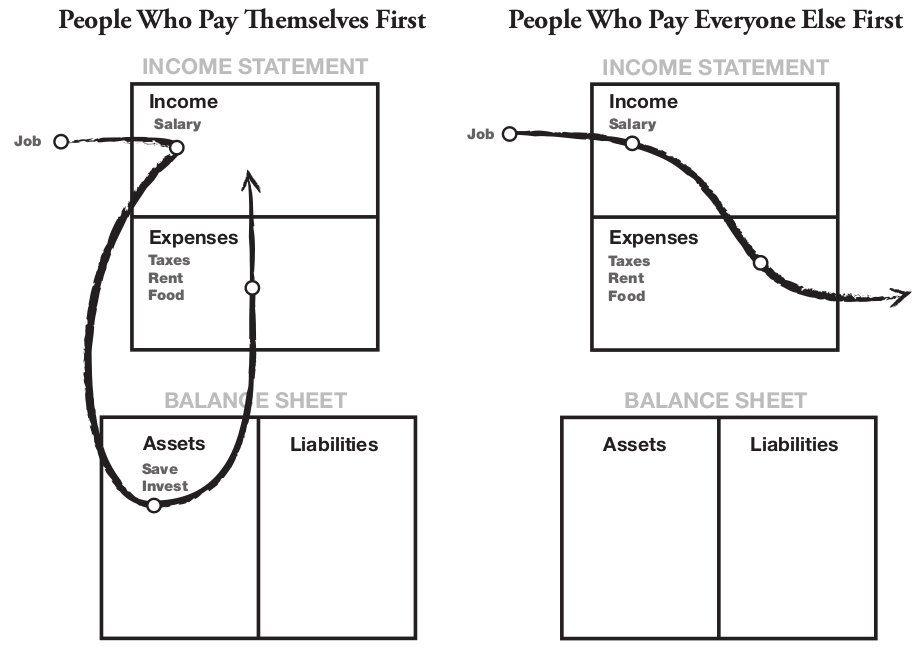 People Who Pay Themselves First
INCOME STATEMENT
Income
Salary
Job
Expenses
Taxes
Rent
Food
BALANCE SHEET
Assets
Save
Invest
Liabilities
People Who Pay Everyone Else First
INCOME STATEMENT
Income
Salary
Job
Expenses
Taxes
Rent
Food
BALANCE SHEET
Assets
Liabilities